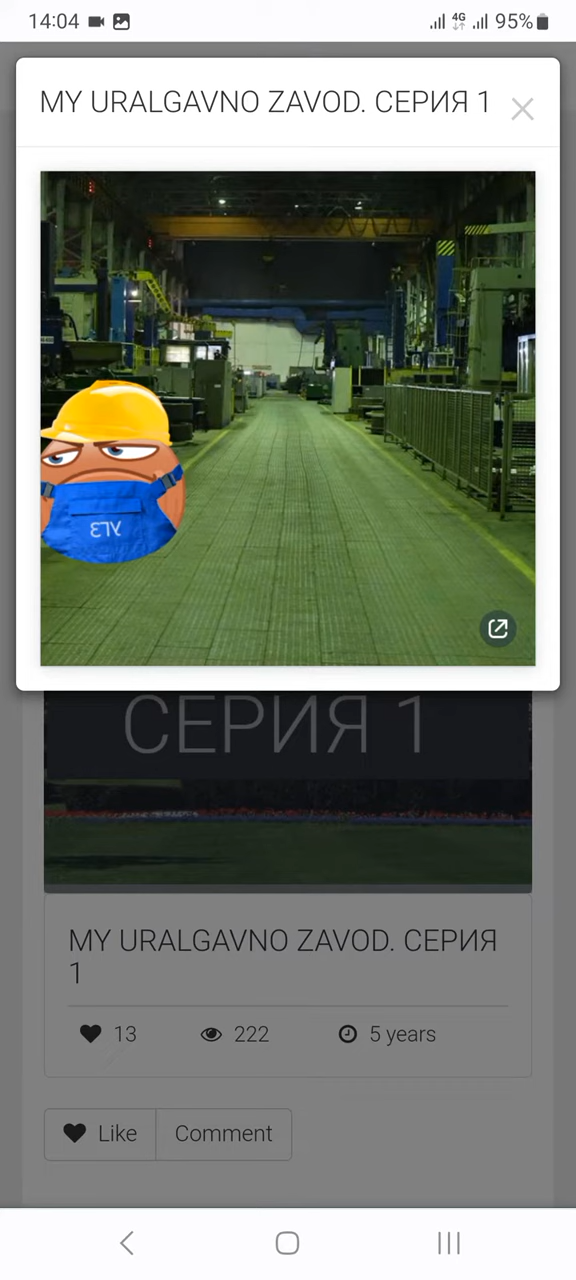 14:04 4G 95%
MY URALGAVNO ZAVOD. СЕРИЯ 1
УГЗ
СЕРИЯ 1
MY URALGAVNO ZAVOD. СЕРИЯ
1
13 222 5 years
Like Comment